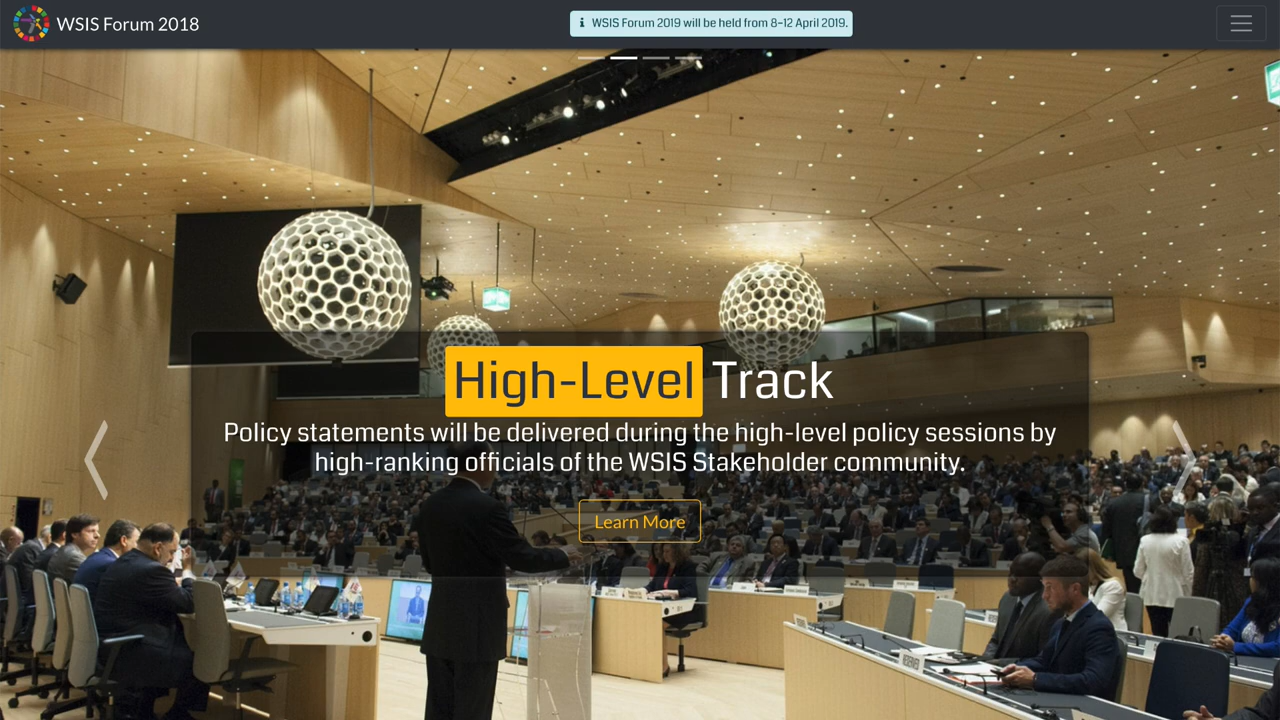 WSIS Forum 2018
WSIS Forum 2019 will be held from 8–12 April 2019.
High-Level Track
Policy statements will be delivered during the high-level policy sessions by
high-ranking officials of the WSIS Stakeholder community.
Learn More
RESERVED